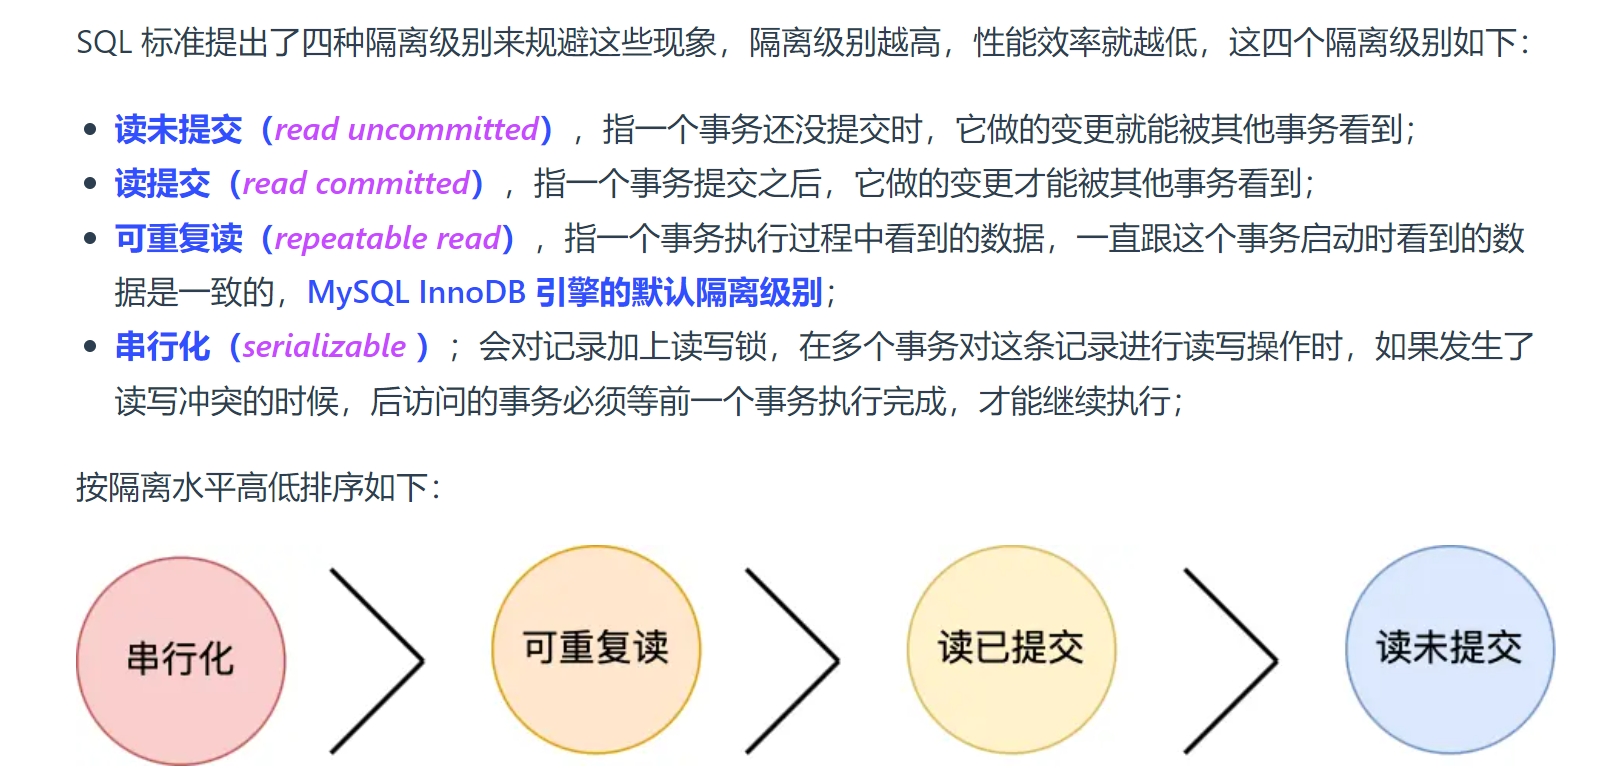 SQL 标准提出了四种隔离级别来规避这些现象，隔离级别越高，性能效率就越低，这四个隔离级别如下：
读未提交（read uncommitted），指一个事务还没提交时，它做的变更就能被其他事务看到；
读提交（read committed），指一个事务提交之后，它做的变更才能被其他事务看到；
可重复读（repeatable read），指一个事务执行过程中看到的数据，一直跟这个事务启动时看到的数
据是一致的，MySQL InnoDB 引擎的默认隔离级别；
串行化（serializable ）；会对记录加上读写锁，在多个事务对这条记录进行读写操作时，如果发生了
读写冲突的时候，后访问的事务必须等前一个事务执行完成，才能继续执行；
按隔离水平高低排序如下：
串行化
可重复读
读已提交
读未提交